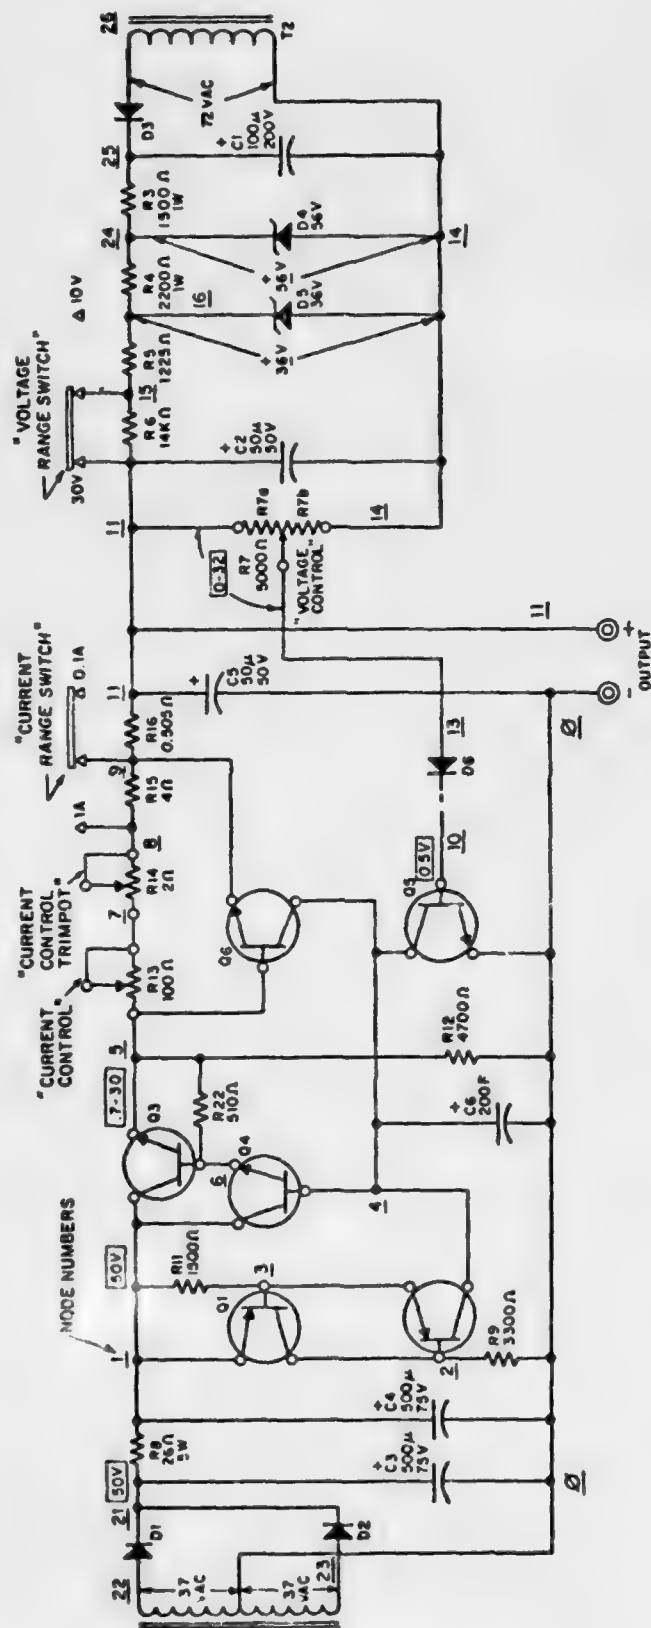 NODE NUMBERS
"CURRENT
CONTROL"
"CURRENT
CONTROL
TRIMPOT"
"CURRENT
RANGE SWITCH"
"VOLTAGE
RANGE SWITCH"
22
37
VAC
37
VAC
23
D1
D2
21
50V
R8
26Ω
5W
+
C3
500µ
75V
+
C4
500µ
75V
Ø
1
50V
R11
1500Ω
Q1
3
2
R9
3300Ω
Q3
6
Q4
R22
510Ω
4
.7-30
5
+
C6
200F
R12
4700Ω
R13
100Ω
7
R14
2Ω
8
1A
R15
4Ω
9
0.1A
R16
0.505Ω
11
Q6
Q5
0.5V
10
D6
13
+
C5
50µ
50V
Ø
-
+
OUTPUT
11
11
0-32
R7
5000Ω
R7a
R7b
"VOLTAGE
CONTROL"
14
+
C2
50µ
50V
30V
R6
14KΩ
15
R5
1225Ω
10V
16
R4
2200Ω
1W
+
36V
D5
36V
24
+
56V
D4
56V
14
R3
1500Ω
1W
25
+
C1
100µ
200V
D3
72VAC
26
T2